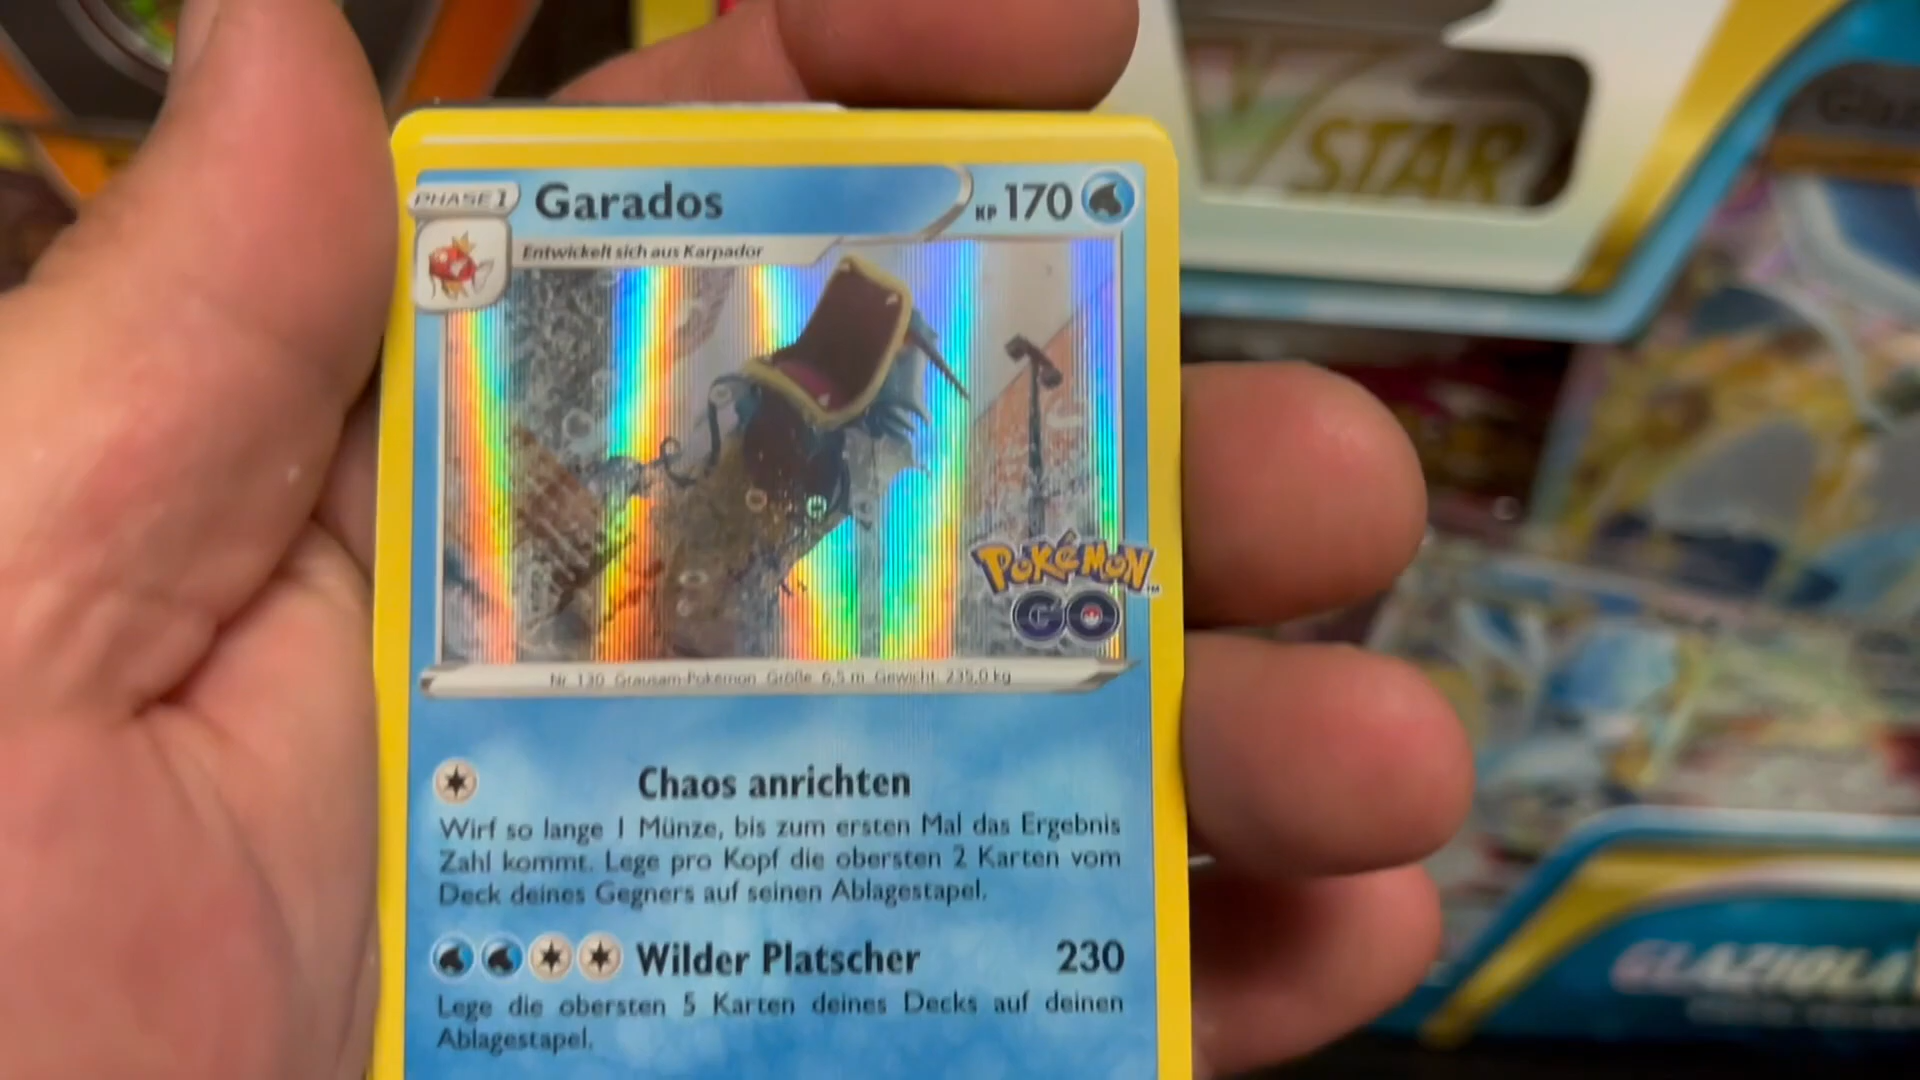 V STAR
PHASE 1 Garados KP 170
Entwickelt sich aus Karpador
POKÉMON
GO
Nr. 130 Grausam-Pokémon Größe: 6,5 m Gewicht: 235,0 kg
Chaos anrichten
Wirf so lange 1 Münze, bis zum ersten Mal das Ergebnis
Zahl kommt. Lege pro Kopf die obersten 2 Karten vom
Deck deines Gegners auf seinen Ablagestapel.
Wilder Platscher 230
Lege die obersten 5 Karten deines Decks auf deinen
Ablagestapel.
GLAZIOLA